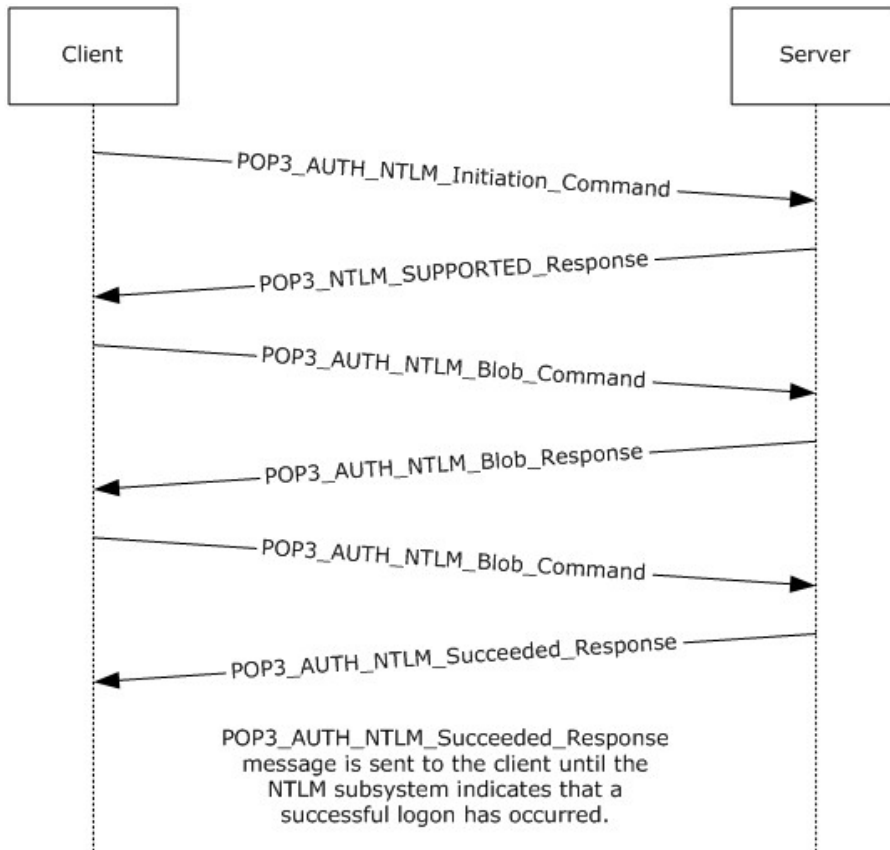 Client
Server
POP3_AUTH_NTLM_Initiation_Command
POP3_NTLM_SUPPORTED_Response
POP3_AUTH_NTLM_Blob_Command
POP3_AUTH_NTLM_Blob_Response
POP3_AUTH_NTLM_Blob_Command
POP3_AUTH_NTLM_Succeeded_Response
POP3_AUTH_NTLM_Succeeded_Response
message is sent to the client until the
NTLM subsystem indicates that a
successful logon has occurred.